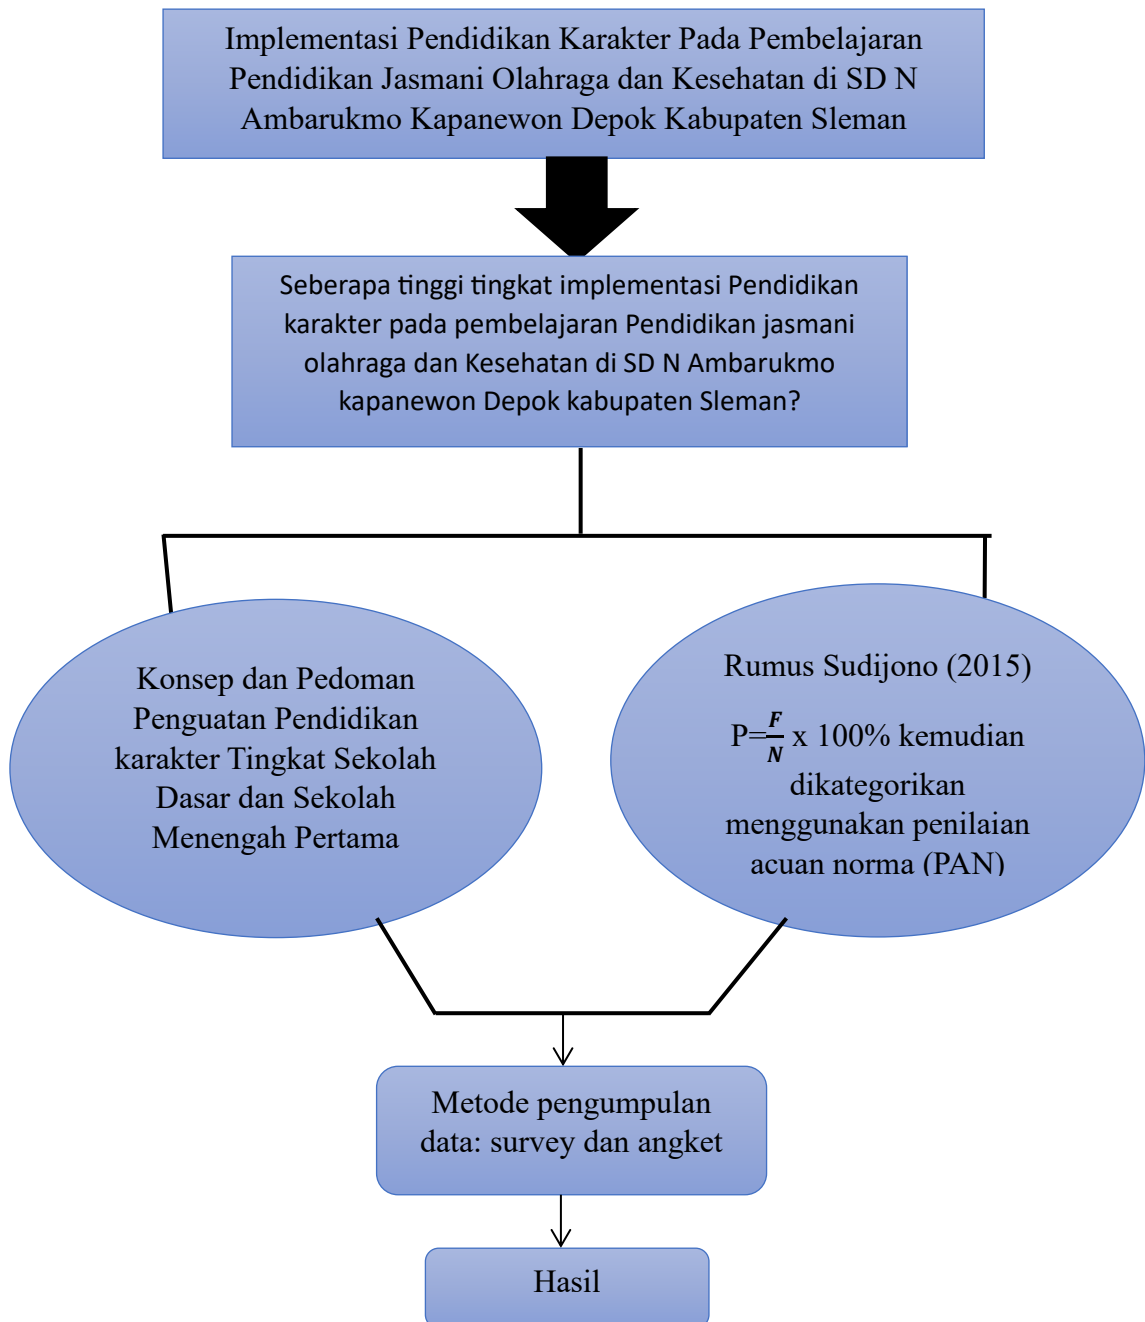 Implementasi Pendidikan Karakter Pada Pembelajaran
Pendidikan Jasmani Olahraga dan Kesehatan di SD N
Ambarukmo Kapanewon Depok Kabupaten Sleman
Seberapa tinggi tingkat implementasi Pendidikan
karakter pada pembelajaran Pendidikan jasmani
olahraga dan Kesehatan di SD N Ambarukmo
kapanewon Depok kabupaten Sleman?
Konsep dan Pedoman
Penguatan Pendidikan
karakter Tingkat Sekolah
Dasar dan Sekolah
Menengah Pertama
Rumus Sudijono (2015)
P=F/N x 100% kemudian
dikategorikan
menggunakan penilaian
acuan norma (PAN)
Metode pengumpulan
data: survey dan angket
Hasil